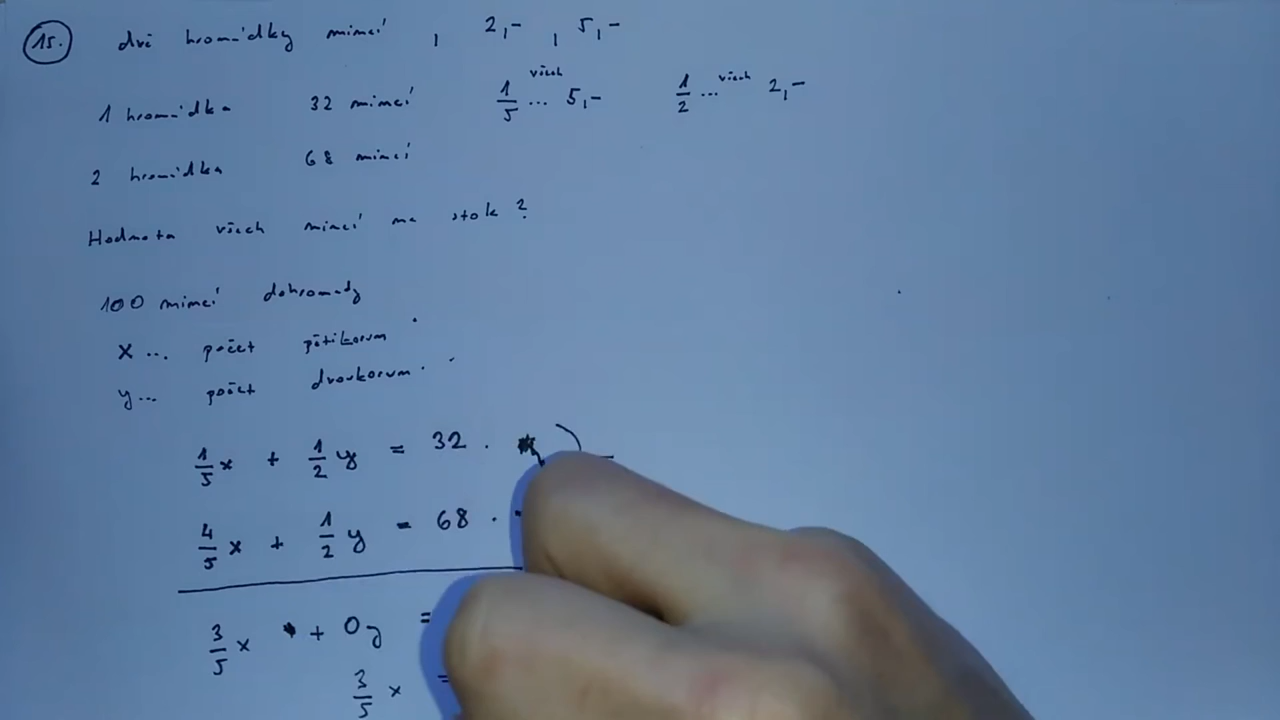 15. dvě hromádky mincí , 2,- , 5,-
1 hromádka 32 mincí 1/5 ... všech 5,- 1/2 ... všech 2,-
2 hromádka 68 mincí
Hodnota všech mincí na stole ?
100 mincí dohromady
x ... počet pětikorun
y ... počet dvoukorun
1/5 x + 1/2 y = 32 .
4/5 x + 1/2 y = 68 .
3/5 x + 0y =
3/5 x =